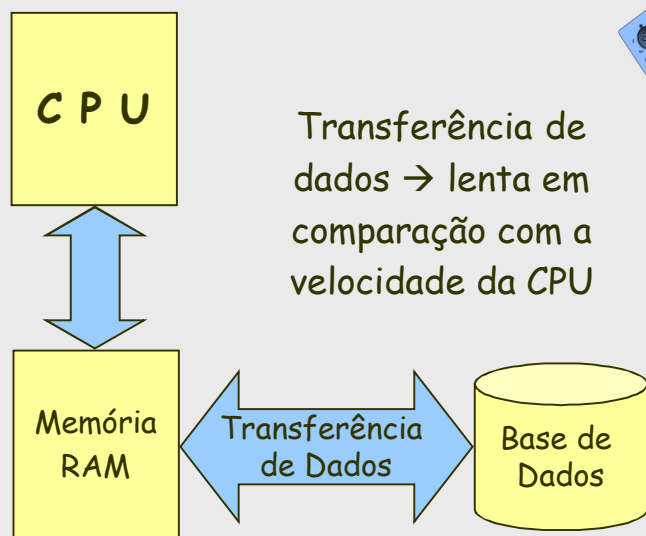 C P U
Transferência de
dados → lenta em
comparação com a
velocidade da CPU
Memória
RAM
Transferência
de Dados
Base de
Dados